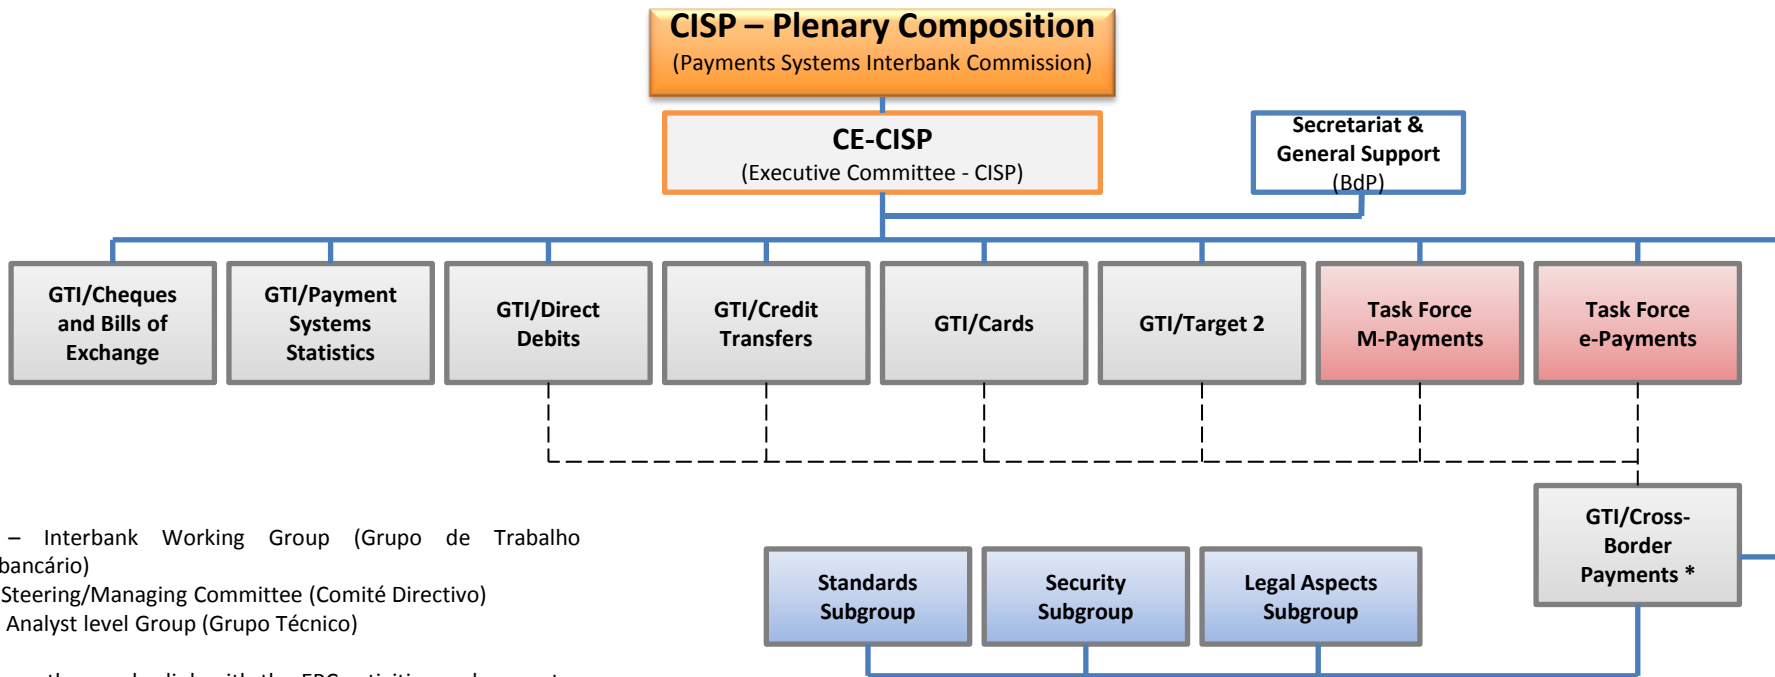 CISP – Plenary Composition
(Payments Systems Interbank Commission)
CE-CISP
(Executive Committee - CISP)
Secretariat &
General Support
(BdP)
GTI/Cheques
and Bills of
Exchange
GTI/Payment
Systems
Statistics
GTI/Direct
Debits
GTI/Credit
Transfers
GTI/Cards
GTI/Target 2
Task Force
M-Payments
Task Force
e-Payments
GTI/Cross-
Border
Payments *
– Interbank Working Group (Grupo de Trabalho
bancário)
Steering/Managing Committee (Comité Directivo)
Analyst level Group (Grupo Técnico)
Standards
Subgroup
Security
Subgroup
Legal Aspects
Subgroup